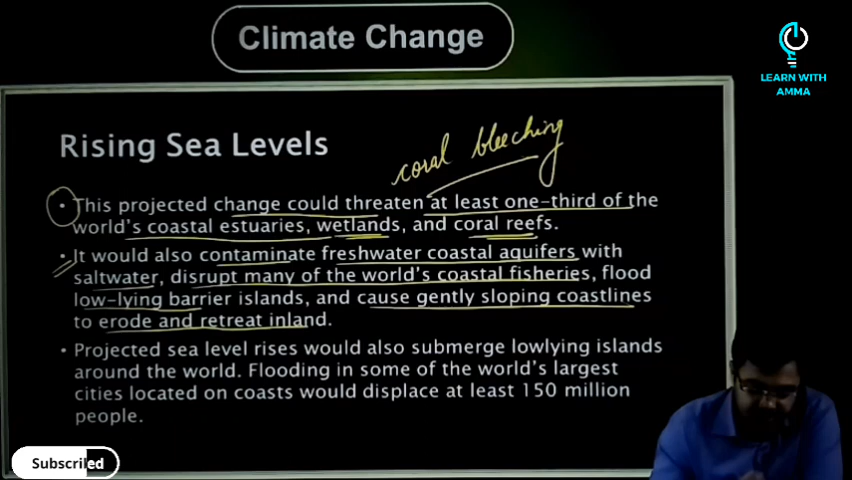 Climate Change
LEARN WITH
AMMA
Rising Sea Levels
coral bleeching
• This projected change could threaten at least one-third of the
world's coastal estuaries, wetlands, and coral reefs.
• It would also contaminate freshwater coastal aquifers with
saltwater, disrupt many of the world's coastal fisheries, flood
low-lying barrier islands, and cause gently sloping coastlines
to erode and retreat inland.
• Projected sea level rises would also submerge lowlying islands
around the world. Flooding in some of the world's largest
cities located on coasts would displace at least 150 million
people.